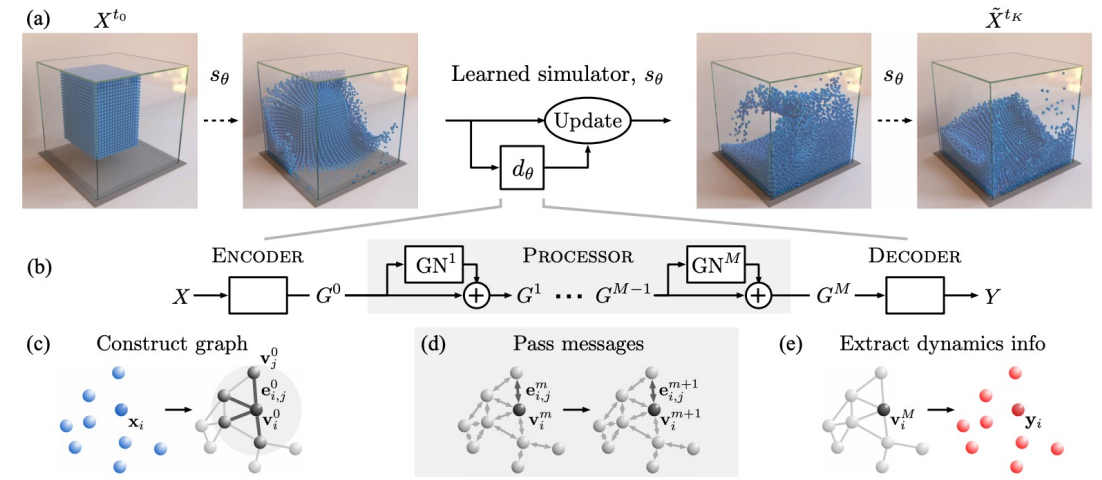 (a) X^{t_0} s_θ Learned simulator, s_θ Update d_θ s_θ X̃^{t_K}
(b) ENCODER PROCESSOR DECODER
X G^0 GN^1 + G^1 ··· G^{M−1} GN^M + G^M Y
(c) Construct graph
x_i v_j^0 e_{i,j}^0 v_i^0
(d) Pass messages
e_{i,j}^m v_i^m e_{i,j}^{m+1} v_i^{m+1}
(e) Extract dynamics info
v_i^M y_i